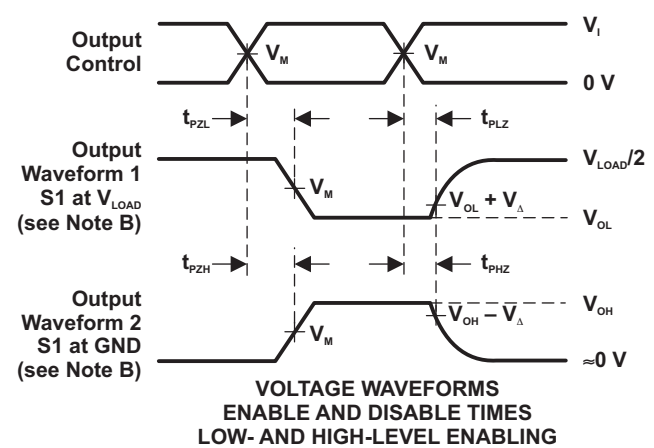 Output
Control
V_M
V_M
V_I
0 V
t_PZL
t_PLZ
Output
Waveform 1
S1 at V_LOAD
(see Note B)
V_M
V_OL + V_Δ
V_LOAD/2
V_OL
t_PZH
t_PHZ
Output
Waveform 2
S1 at GND
(see Note B)
V_M
V_OH – V_Δ
V_OH
≈0 V
VOLTAGE WAVEFORMS
ENABLE AND DISABLE TIMES
LOW- AND HIGH-LEVEL ENABLING